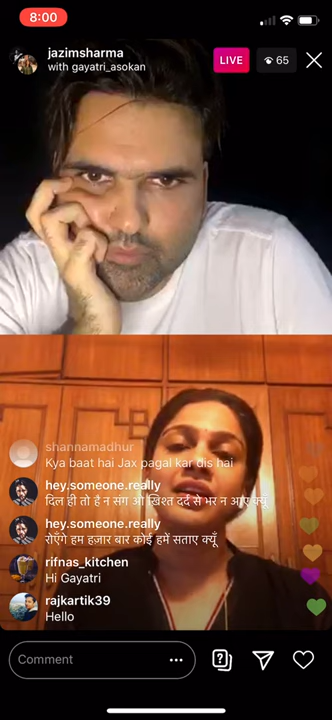 8:00
jazimsharma
with gayatri_asokan
LIVE
65
shannamadhur
Kya baat hai Jax pagal kar dis hai
hey.someone.really
दिल ही तो है न संग ओ ख़िश्त दर्द से भर न आए क्यूँ
hey.someone.really
रोएँगे हम हज़ार बार कोई हमें सताए क्यूँ
rifnas_kitchen
Hi Gayatri
rajkartik39
Hello
Comment